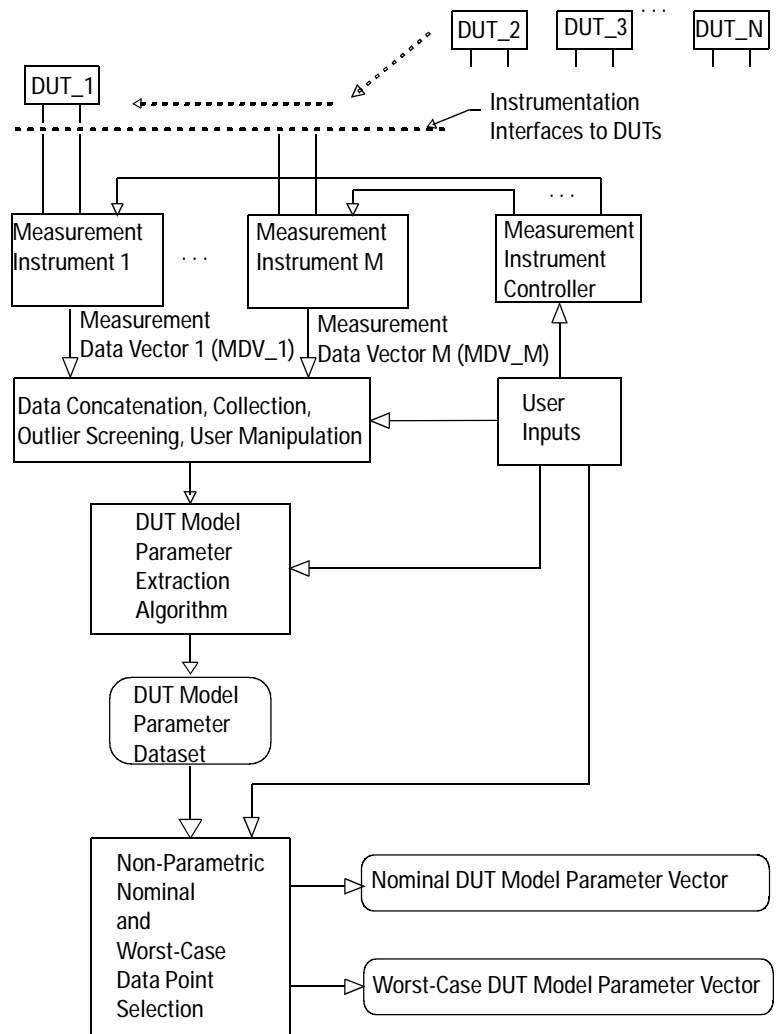 DUT_2
DUT_3
. . .
DUT_N
DUT_1
Instrumentation
Interfaces to DUTs
. . .
Measurement
Instrument 1
. . .
Measurement
Instrument M
Measurement
Instrument
Controller
Measurement
Data Vector 1 (MDV_1)
Measurement
Data Vector M (MDV_M)
Data Concatenation, Collection,
Outlier Screening, User Manipulation
User
Inputs
DUT Model
Parameter
Extraction
Algorithm
DUT Model
Parameter
Dataset
Non-Parametric
Nominal
and
Worst-Case
Data Point
Selection
Nominal DUT Model Parameter Vector
Worst-Case DUT Model Parameter Vector